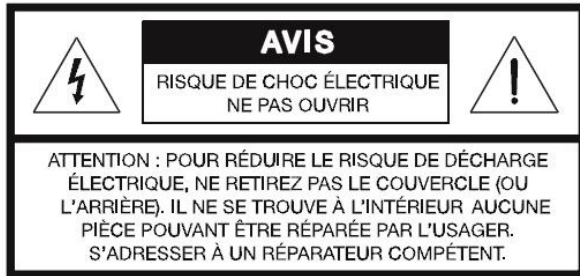 AVIS
RISQUE DE CHOC ÉLECTRIQUE
NE PAS OUVRIR
ATTENTION : POUR RÉDUIRE LE RISQUE DE DÉCHARGE
ÉLECTRIQUE, NE RETIREZ PAS LE COUVERCLE (OU
L'ARRIÈRE). IL NE SE TROUVE À L'INTÉRIEUR AUCUNE
PIÈCE POUVANT ÊTRE RÉPARÉE PAR L'USAGER.
S'ADRESSER À UN RÉPARATEUR COMPÉTENT.